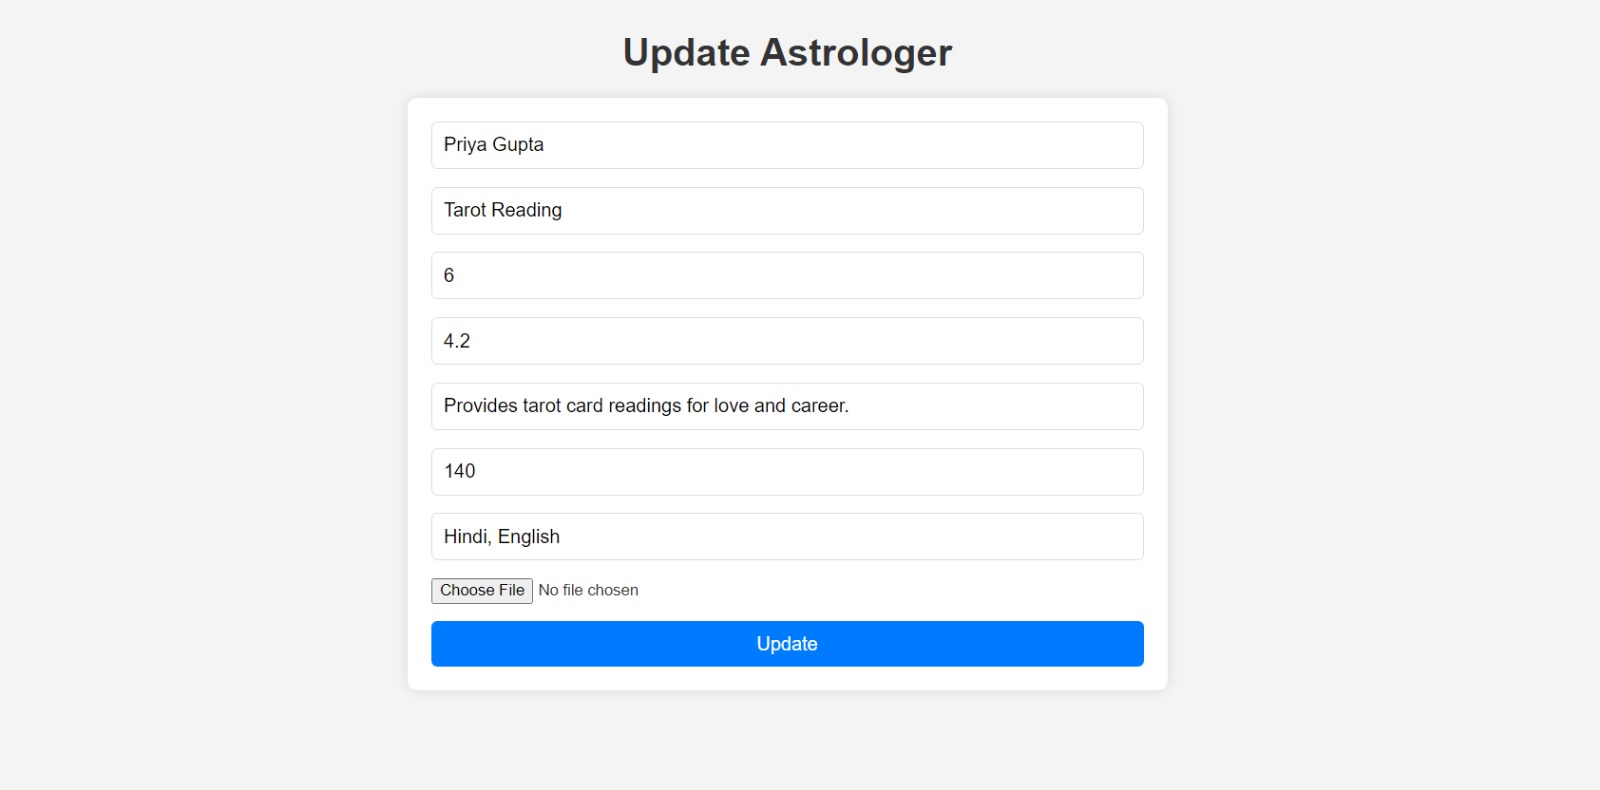 Update Astrologer
Priya Gupta
Tarot Reading
6
4.2
Provides tarot card readings for love and career.
140
Hindi, English
Choose File No file chosen
Update